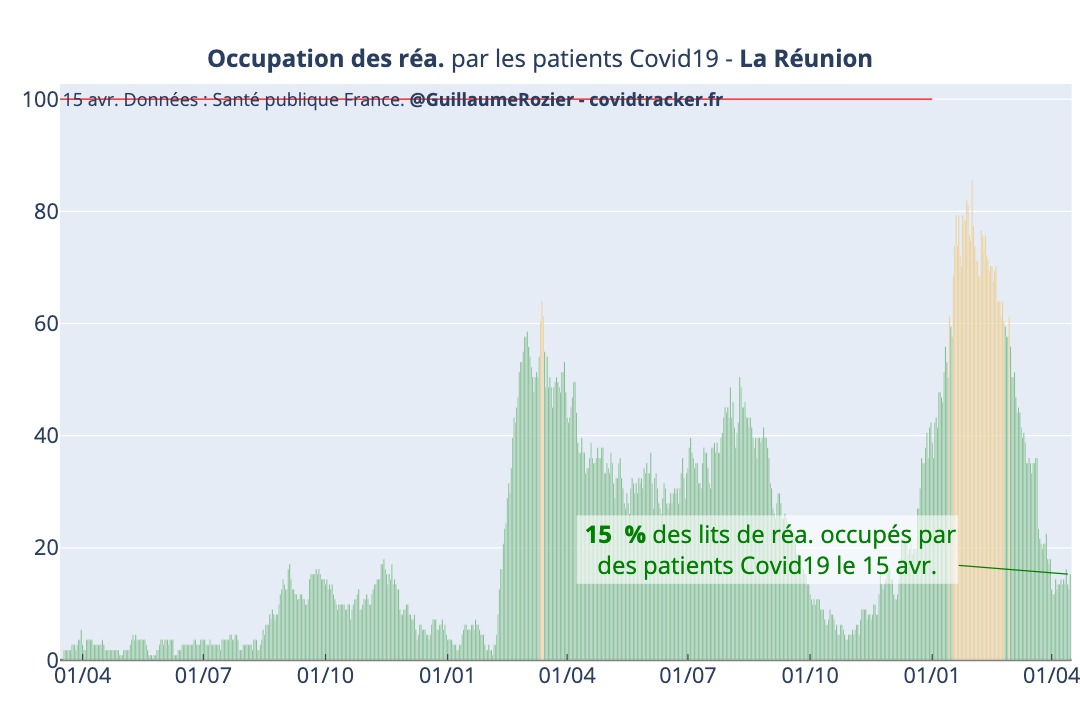 Occupation des réa. par les patients Covid19 - La Réunion
15 avr. Données : Santé publique France. @GuillaumeRozier - covidtracker.fr
100
80
60
40
20
0
15  % des lits de réa. occupés par
des patients Covid19 le 15 avr.
01/04 01/07 01/10 01/01 01/04 01/07 01/10 01/01 01/04